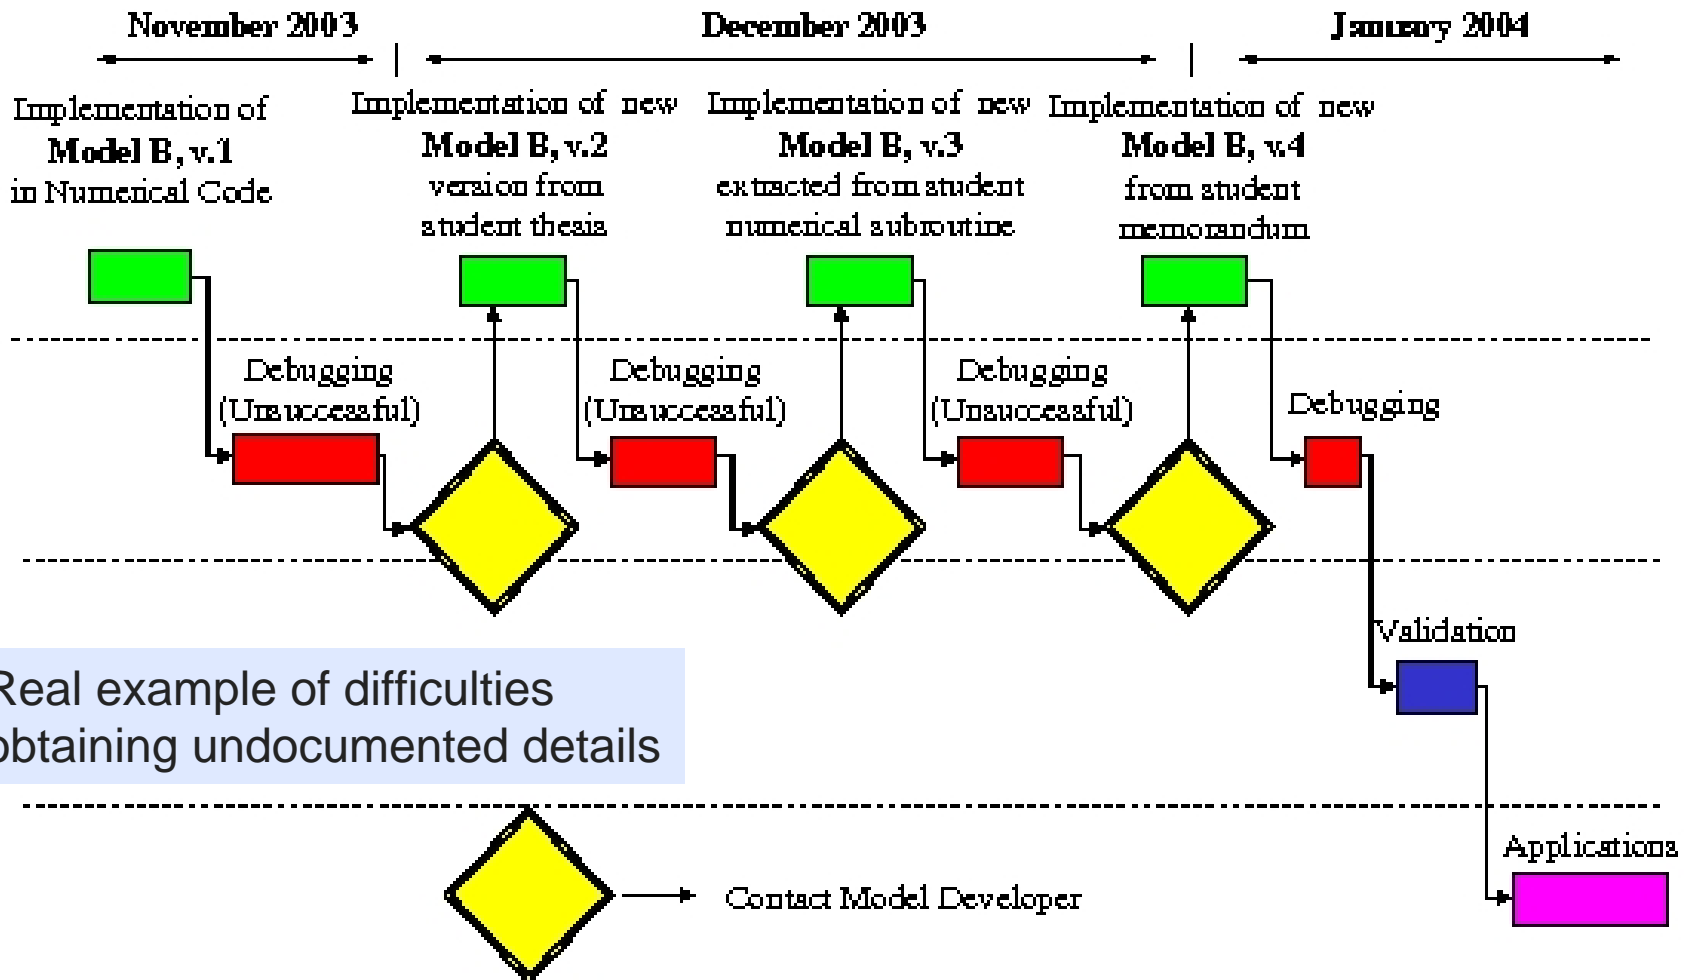 November 2003
December 2003
January 2004
Implementation of
Model B, v.1
in Numerical Code
Implementation of new
Model B, v.2
version from
student thesis
Implementation of new
Model B, v.3
extracted from student
numerical subroutine
Implementation of new
Model B, v.4
from student
memorandum
Debugging
(Unsuccessful)
Debugging
(Unsuccessful)
Debugging
(Unsuccessful)
Debugging
Validation
Real example of difficulties
obtaining undocumented details
Applications
Contact Model Developer